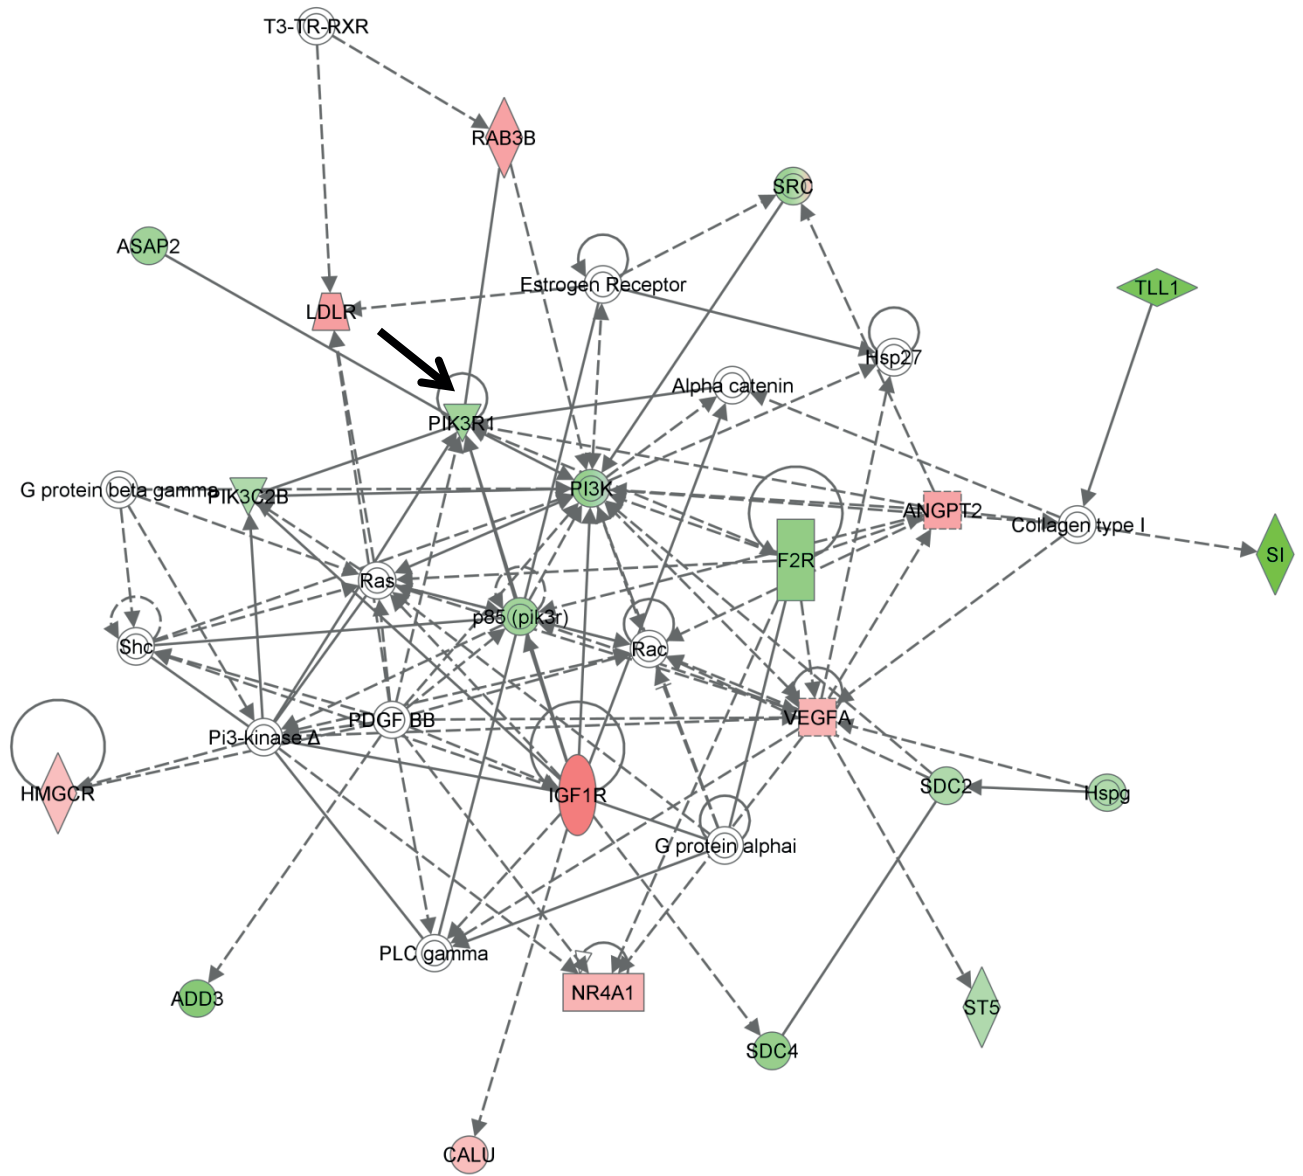 T3-TR-RXR
RAB3B
SRC
ASAP2
Estrogen Receptor
TLL1
LDLR
Hsp27
Alpha catenin
PIK3R1
G protein beta gamma
PIK3C2B
PI3K
ANGPT2
Collagen type I
SI
F2R
Ras
p85 (pik3r)
Shc
Rac
PDGF BB
VEGFA
Pi3-kinase Δ
HMGCR
IGF1R
SDC2
Hspg
G protein alphai
PLC gamma
ADD3
NR4A1
ST5
SDC4
CALU